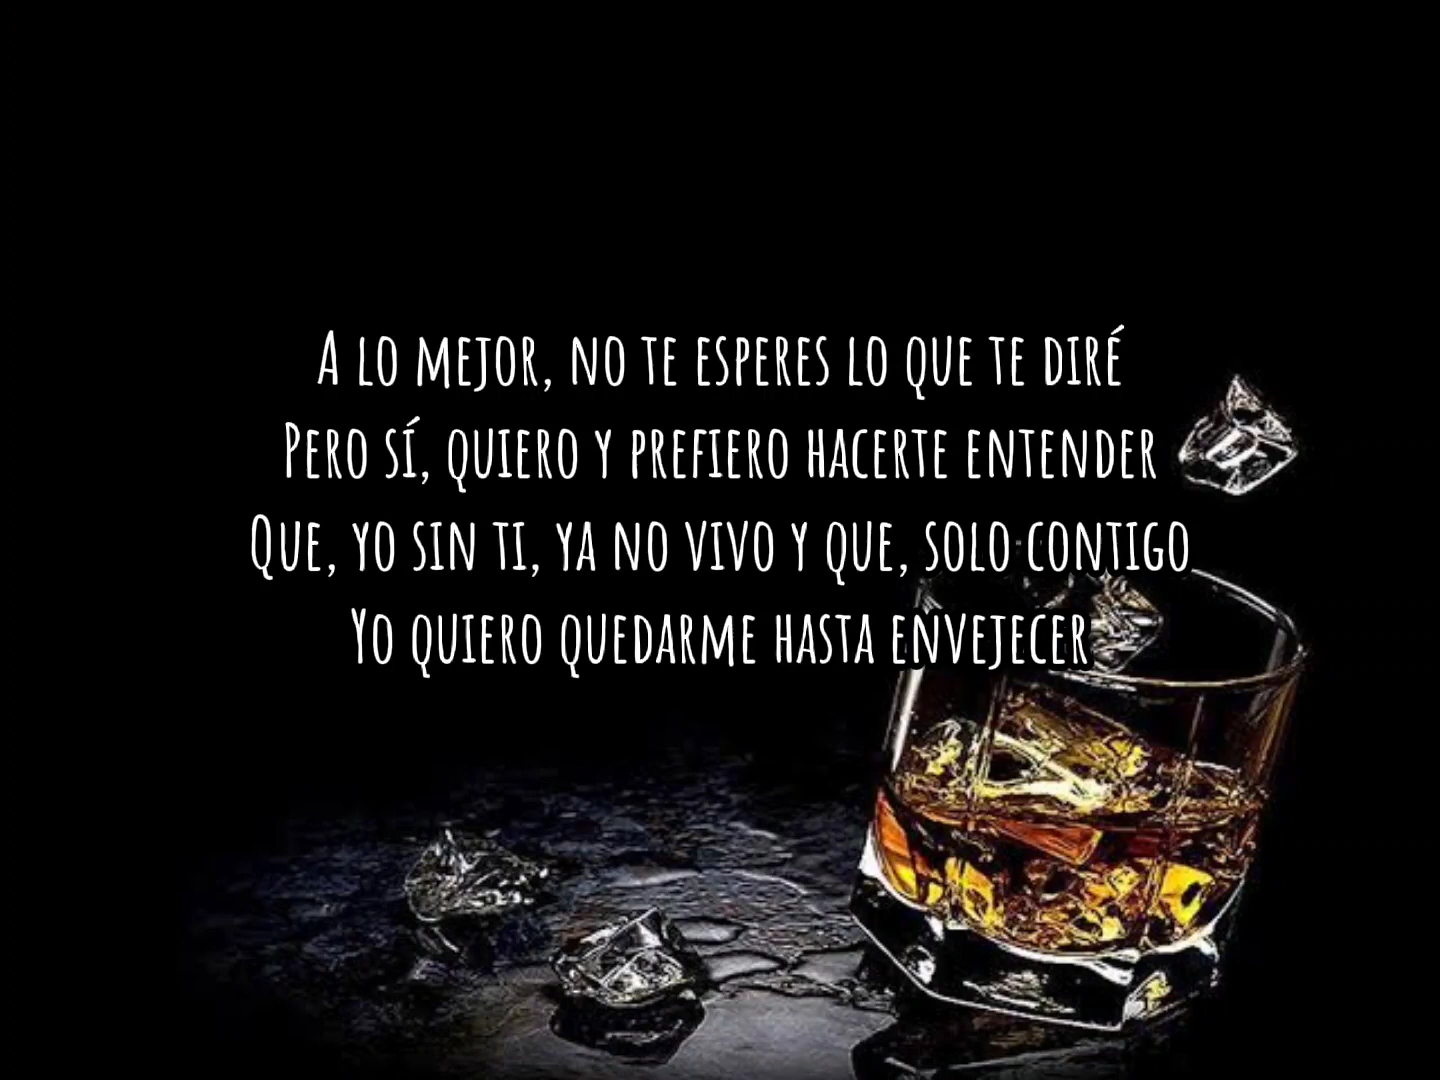 A lo mejor, no te esperes lo que te diré
Pero sí, quiero y prefiero hacerte entender
Que, yo sin ti, ya no vivo y que, solo contigo
Yo quiero quedarme hasta envejecer